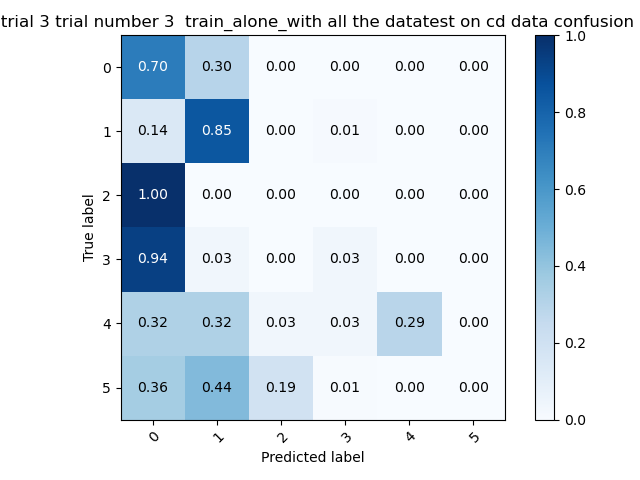 trial 3 trial number 3  train_alone_with all the datatest on cd data confusion
0 0.70 0.30 0.00 0.00 0.00 0.00
1 0.14 0.85 0.00 0.01 0.00 0.00
2 1.00 0.00 0.00 0.00 0.00 0.00
3 0.94 0.03 0.00 0.03 0.00 0.00
4 0.32 0.32 0.03 0.03 0.29 0.00
5 0.36 0.44 0.19 0.01 0.00 0.00
0 1 2 3 4 5
True label
Predicted label
1.0
0.8
0.6
0.4
0.2
0.0